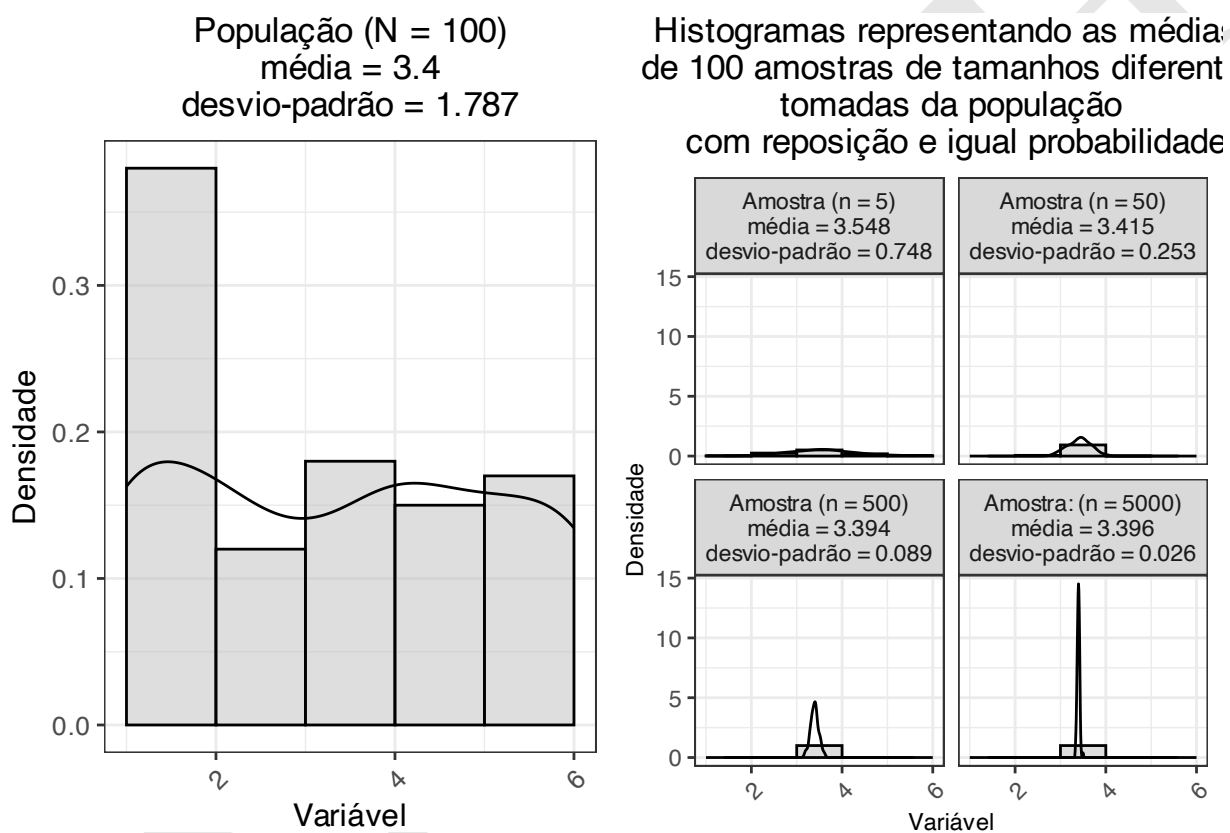 População (N = 100)
média = 3.4
desvio-padrão = 1.787
0.3
0.2
0.1
0.0
Densidade
2
4
6
Variável
Histogramas representando as médias
de 100 amostras de tamanhos diferent
tomadas da população
com reposição e igual probabilidade
Amostra (n = 5)
média = 3.548
desvio-padrão = 0.748
Amostra (n = 50)
média = 3.415
desvio-padrão = 0.253
15
10
5
0
Densidade
Amostra (n = 500)
média = 3.394
desvio-padrão = 0.089
Amostra: (n = 5000)
média = 3.396
desvio-padrão = 0.026
15
10
5
0
2
4
6
2
4
6
Variável